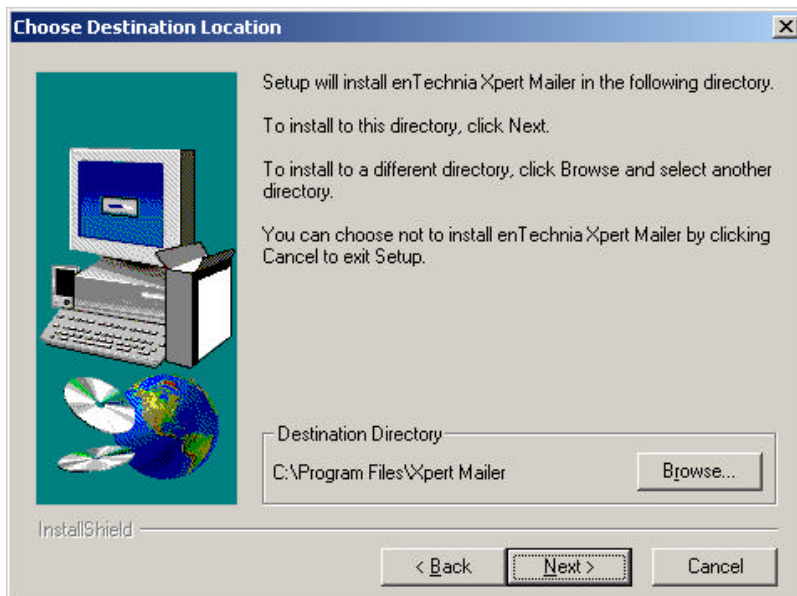 Choose Destination Location
Setup will install enTechnia Xpert Mailer in the following directory.
To install to this directory, click Next.
To install to a different directory, click Browse and select another
directory.
You can choose not to install enTechnia Xpert Mailer by clicking
Cancel to exit Setup.
Destination Directory
C:\Program Files\Xpert Mailer
Browse...
InstallShield
< Back
Next >
Cancel